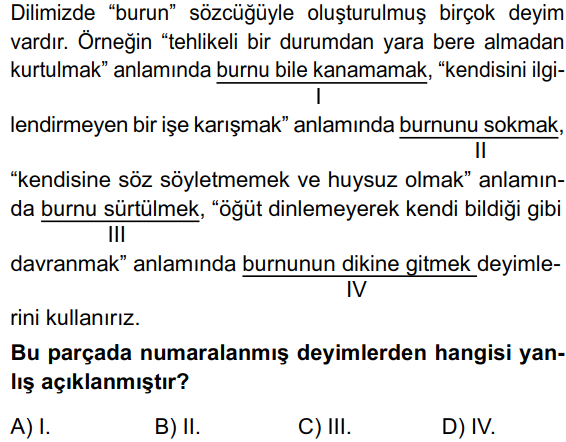 Dilimizde “burun” sözcüğüyle oluşturulmuş birçok deyim
vardır. Örneğin “tehlikeli bir durumdan yara bere almadan
kurtulmak” anlamında burnu bile kanamamak, “kendisini ilgi-
I
lendirmeyen bir işe karışmak” anlamında burnunu sokmak,
II
“kendisine söz söyletmemek ve huysuz olmak” anlamın-
da burnu sürtülmek, “öğüt dinlemeyerek kendi bildiği gibi
III
davranmak” anlamında burnunun dikine gitmek deyimle-
IV
rini kullanırız.
Bu parçada numaralanmış deyimlerden hangisi yan-
lış açıklanmıştır?
A) I. B) II. C) III. D) IV.